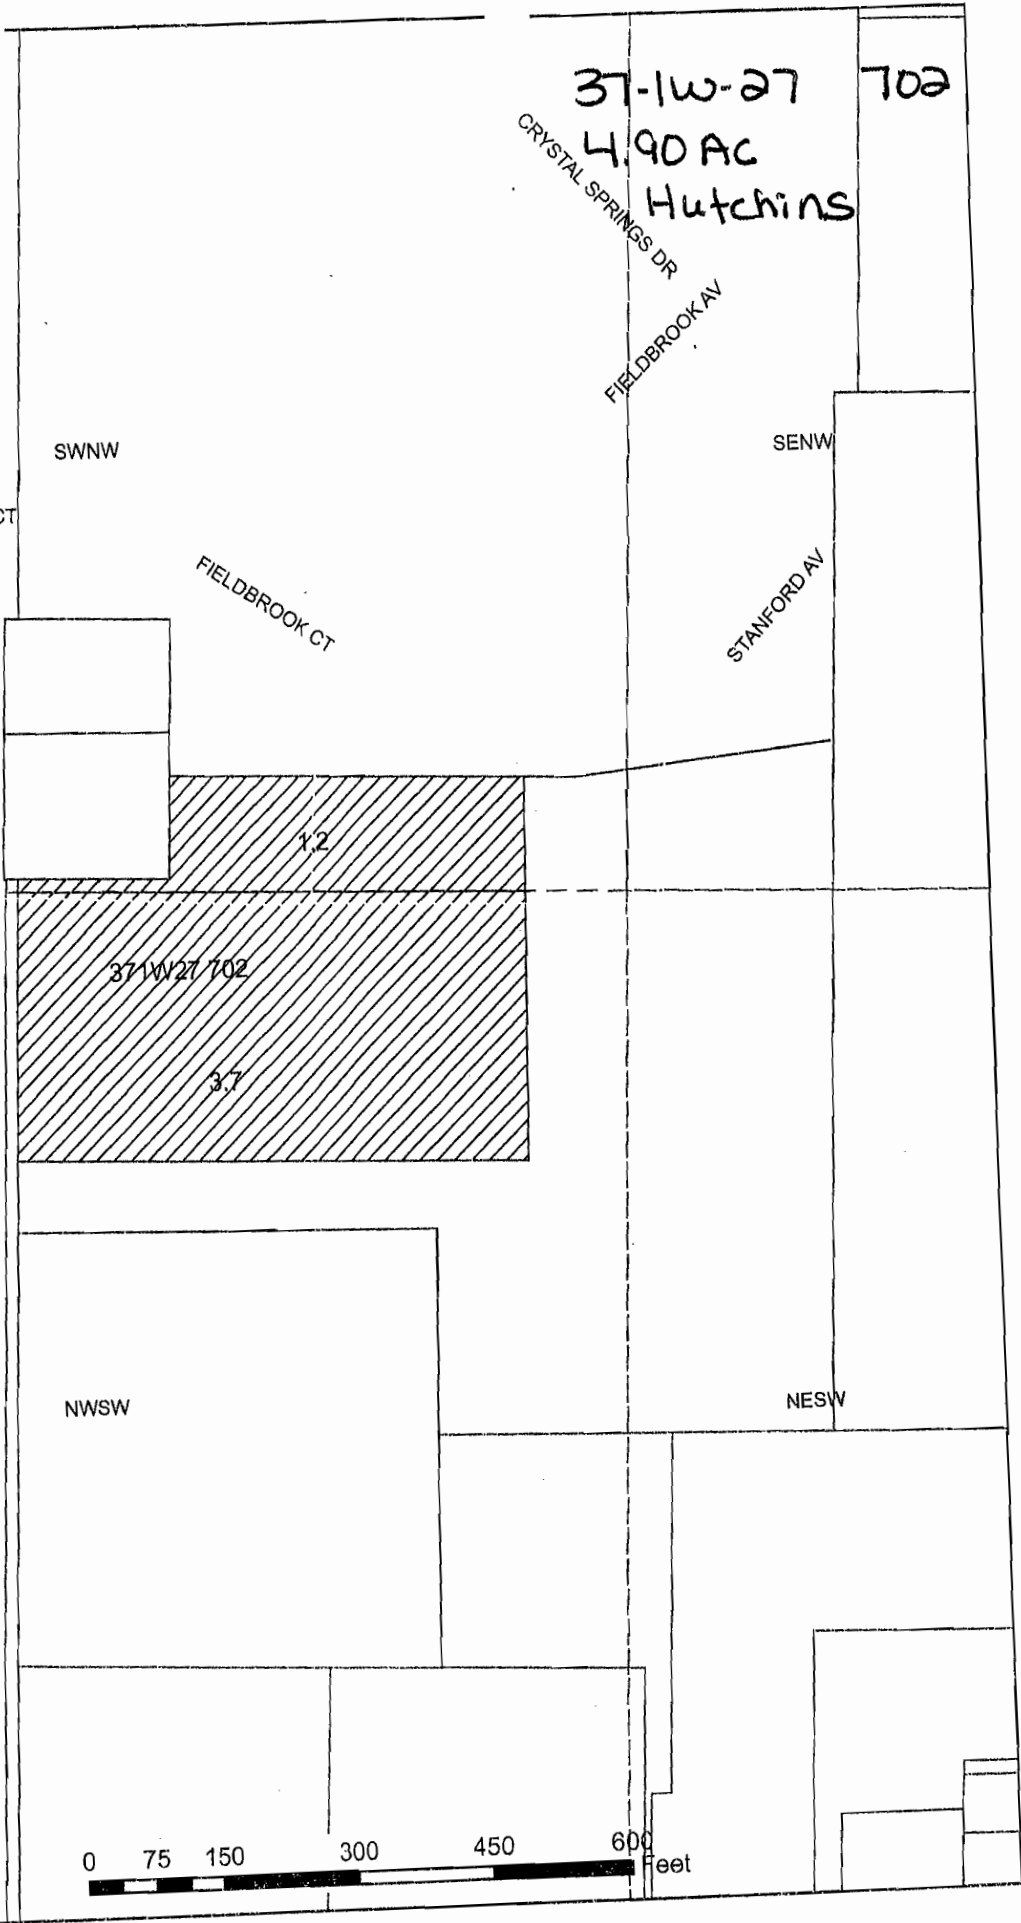 37-1W-27 702
4.90 AC
Hutchins
CRYSTAL SPRINGS DR
FIELDBROOK AV
SWNW
SENW
CT
FIELDBROOK CT
STANFORD AV
1.2
371W27 702
3.7
NWSW
NESW
0 75 150 300 450 600
Feet